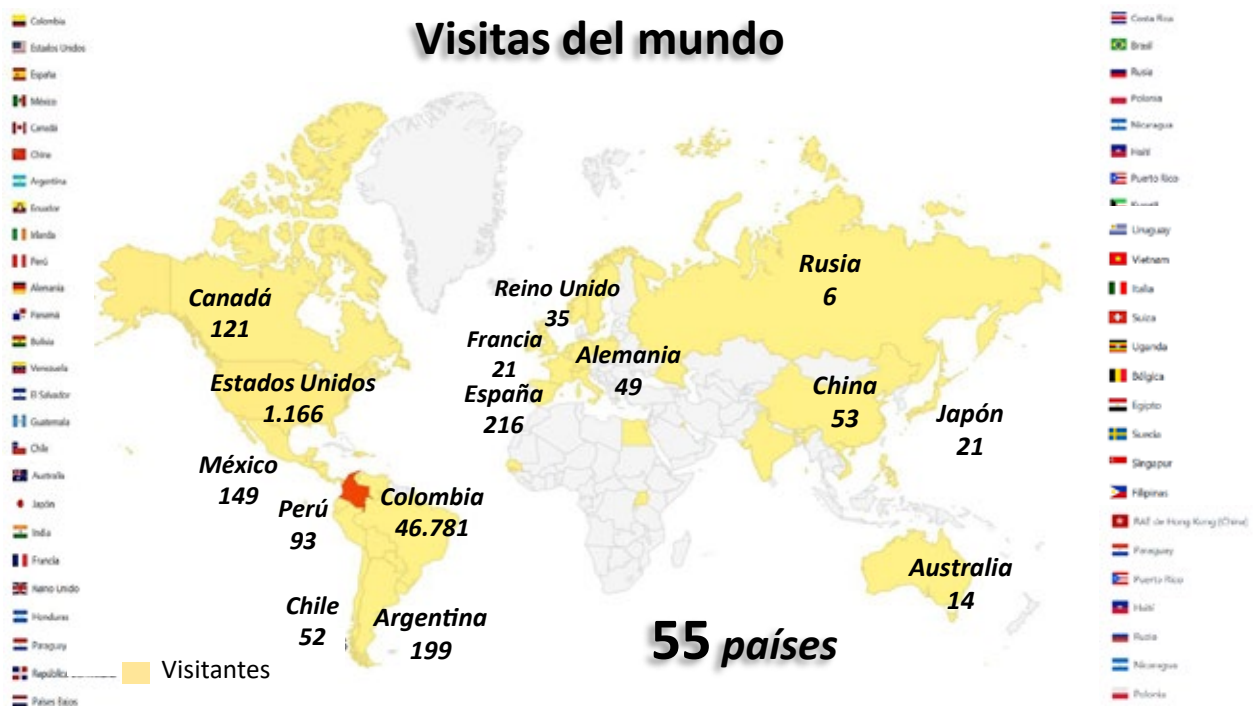 Visitas del mundo
Colombia
Estados Unidos
España
México
Canadá
China
Argentina
Ecuador
Irlanda
Perú
Alemania
Panamá
Bolivia
Venezuela
El Salvador
Guatemala
Chile
Australia
Japón
India
Francia
Reino Unido
Honduras
Paraguay
República
Países Bajos
Canadá
121
Estados Unidos
1.166
México
149
Perú
93
Colombia
46.781
Chile
52
Argentina
199
Reino Unido
35
Francia
21
Alemania
49
España
216
Rusia
6
China
53
Japón
21
Australia
14
55 países
Visitantes
Costa Rica
Brasil
Rusia
Polonia
Nicaragua
Haití
Puerto Rico
Kuwait
Uruguay
Vietnam
Italia
Suiza
Uganda
Bélgica
Egipto
Suecia
Singapur
Filipinas
RAE de Hong Kong (China)
Paraguay
Puerto Rico
Haití
Rusia
Nicaragua
Polonia